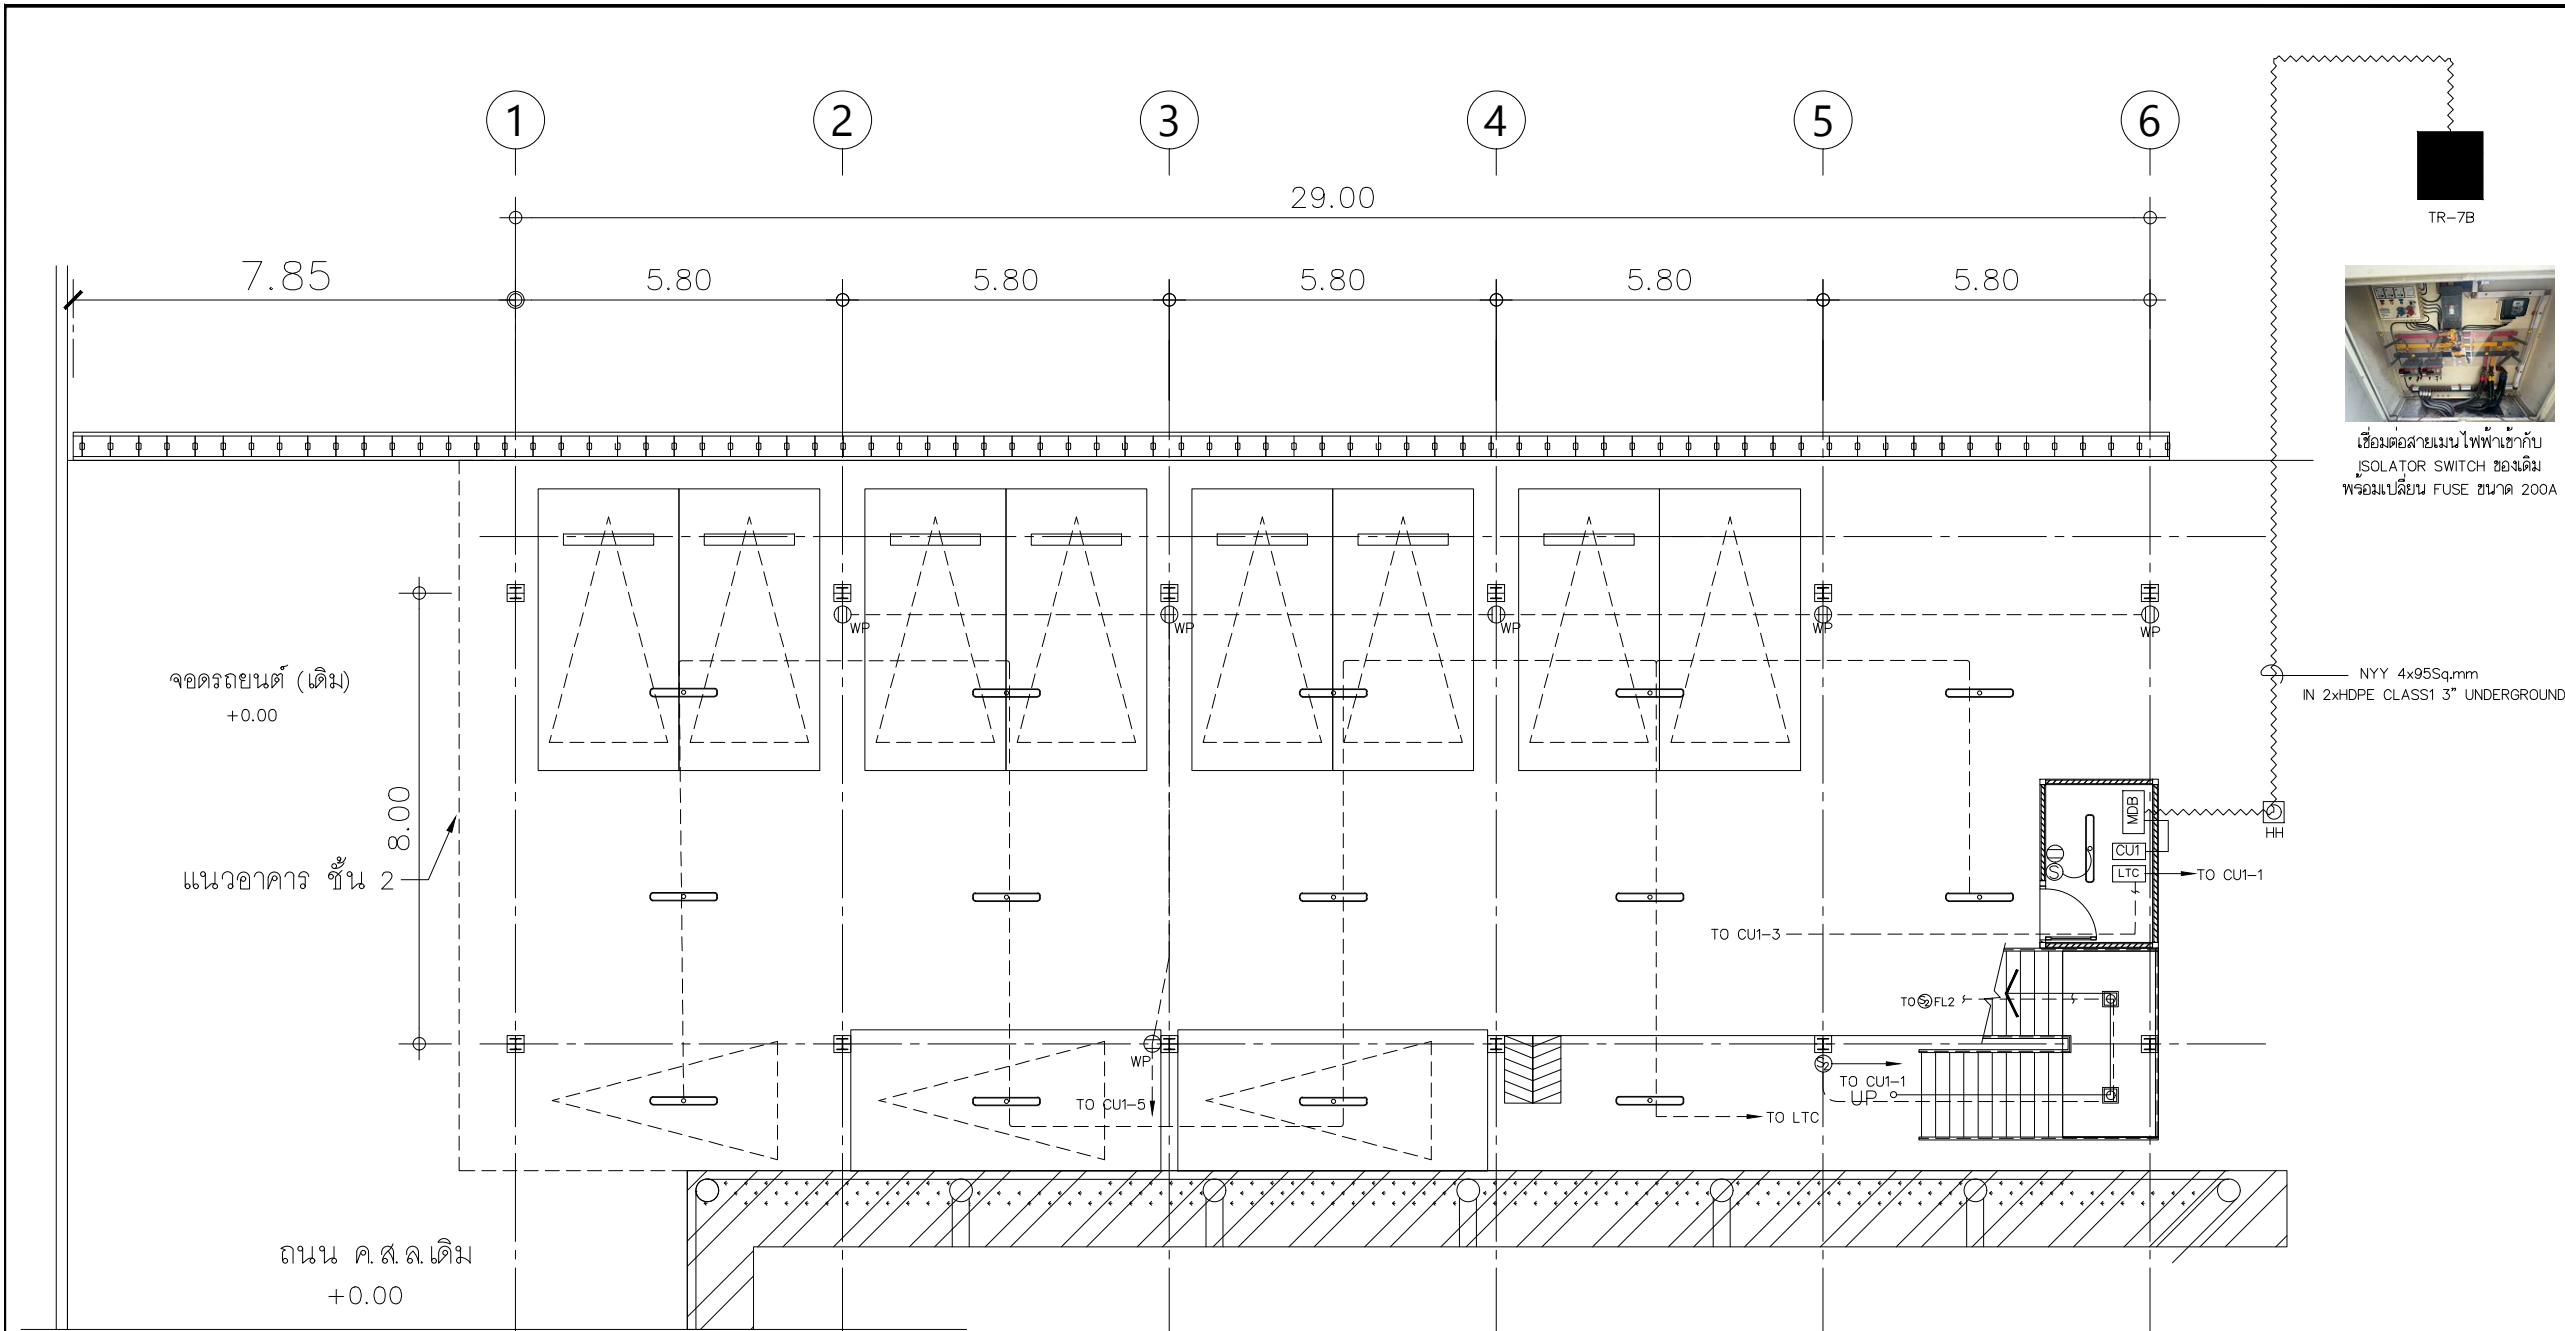 1
2
3
4
5
6
29.00
TR-7B
7.85
5.80
5.80
5.80
5.80
5.80
เชื่อมต่อสายเมนไฟฟ้าเข้ากับ
ISOLATOR SWITCH ของเดิม
พร้อมเปลี่ยน FUSE ขนาด 200A
WP
WP
WP
WP
WP
จอดรถยนต์ (เดิม)
+0.00
NYY 4x95Sq.mm
IN 2xHDPE CLASS1 3" UNDERGROUND
8.00
MDB
HH
CU1
LTC
S
TO CU1-1
แนวอาคาร ชั้น 2
TO CU1-3
TO S2 FL2
WP
S2
TO CU1-1
UP
TO CU1-5
TO LTC
ถนน ค.ส.ล.เดิม
+0.00